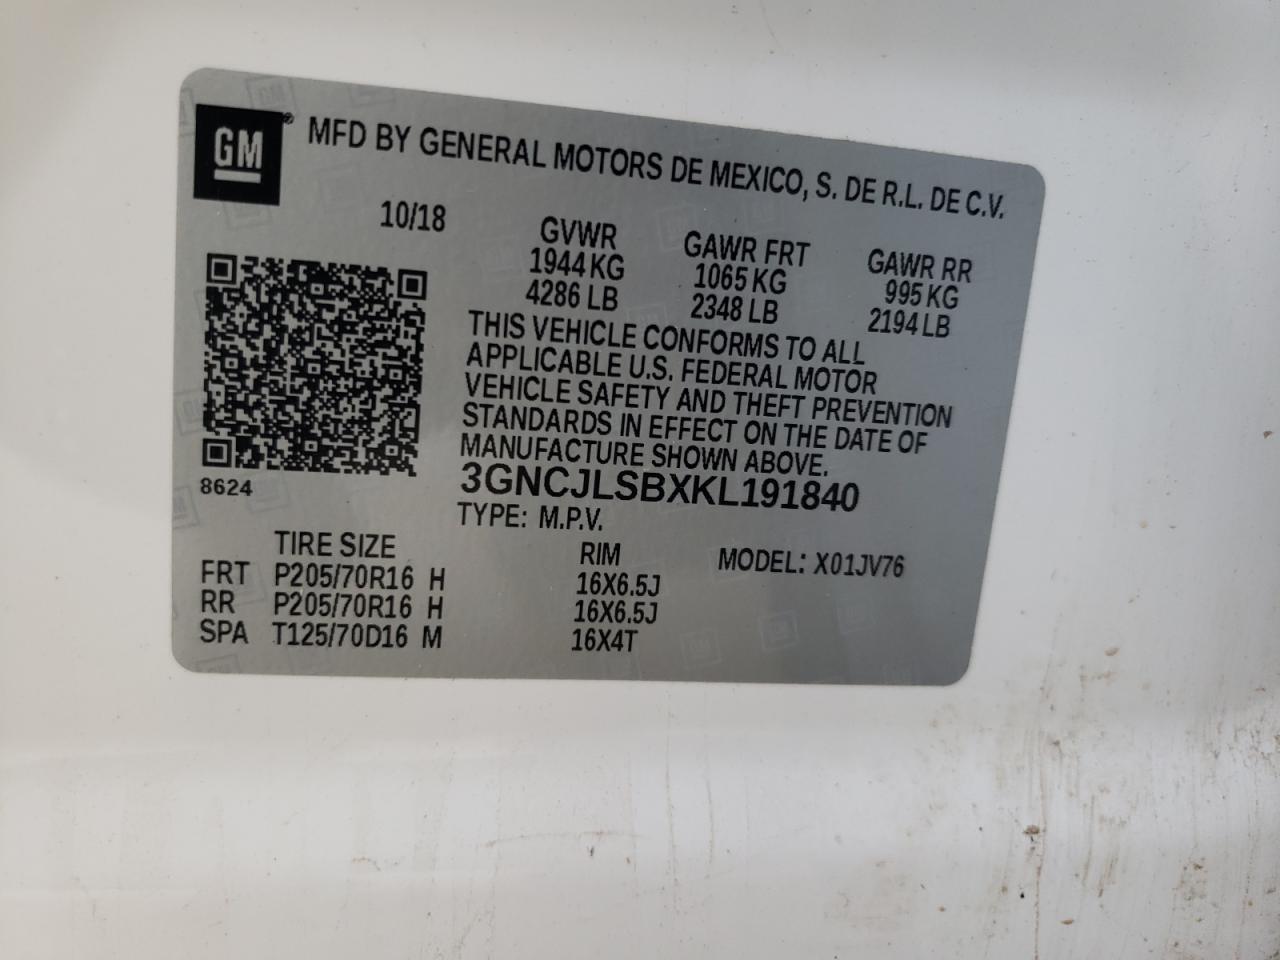 GM ® MFD BY GENERAL MOTORS DE MEXICO, S. DE R.L. DE C.V.
10/18
GVWR GAWR FRT GAWR RR
1944 KG 1065 KG 995 KG
4286 LB 2348 LB 2194 LB
THIS VEHICLE CONFORMS TO ALL
APPLICABLE U.S. FEDERAL MOTOR
VEHICLE SAFETY AND THEFT PREVENTION
STANDARDS IN EFFECT ON THE DATE OF
MANUFACTURE SHOWN ABOVE.
3GNCJLSBXKL191840
8624
TYPE: M.P.V.
TIRE SIZE RIM MODEL: X01JV76
FRT P205/70R16 H 16X6.5J
RR P205/70R16 H 16X6.5J
SPA T125/70D16 M 16X4T